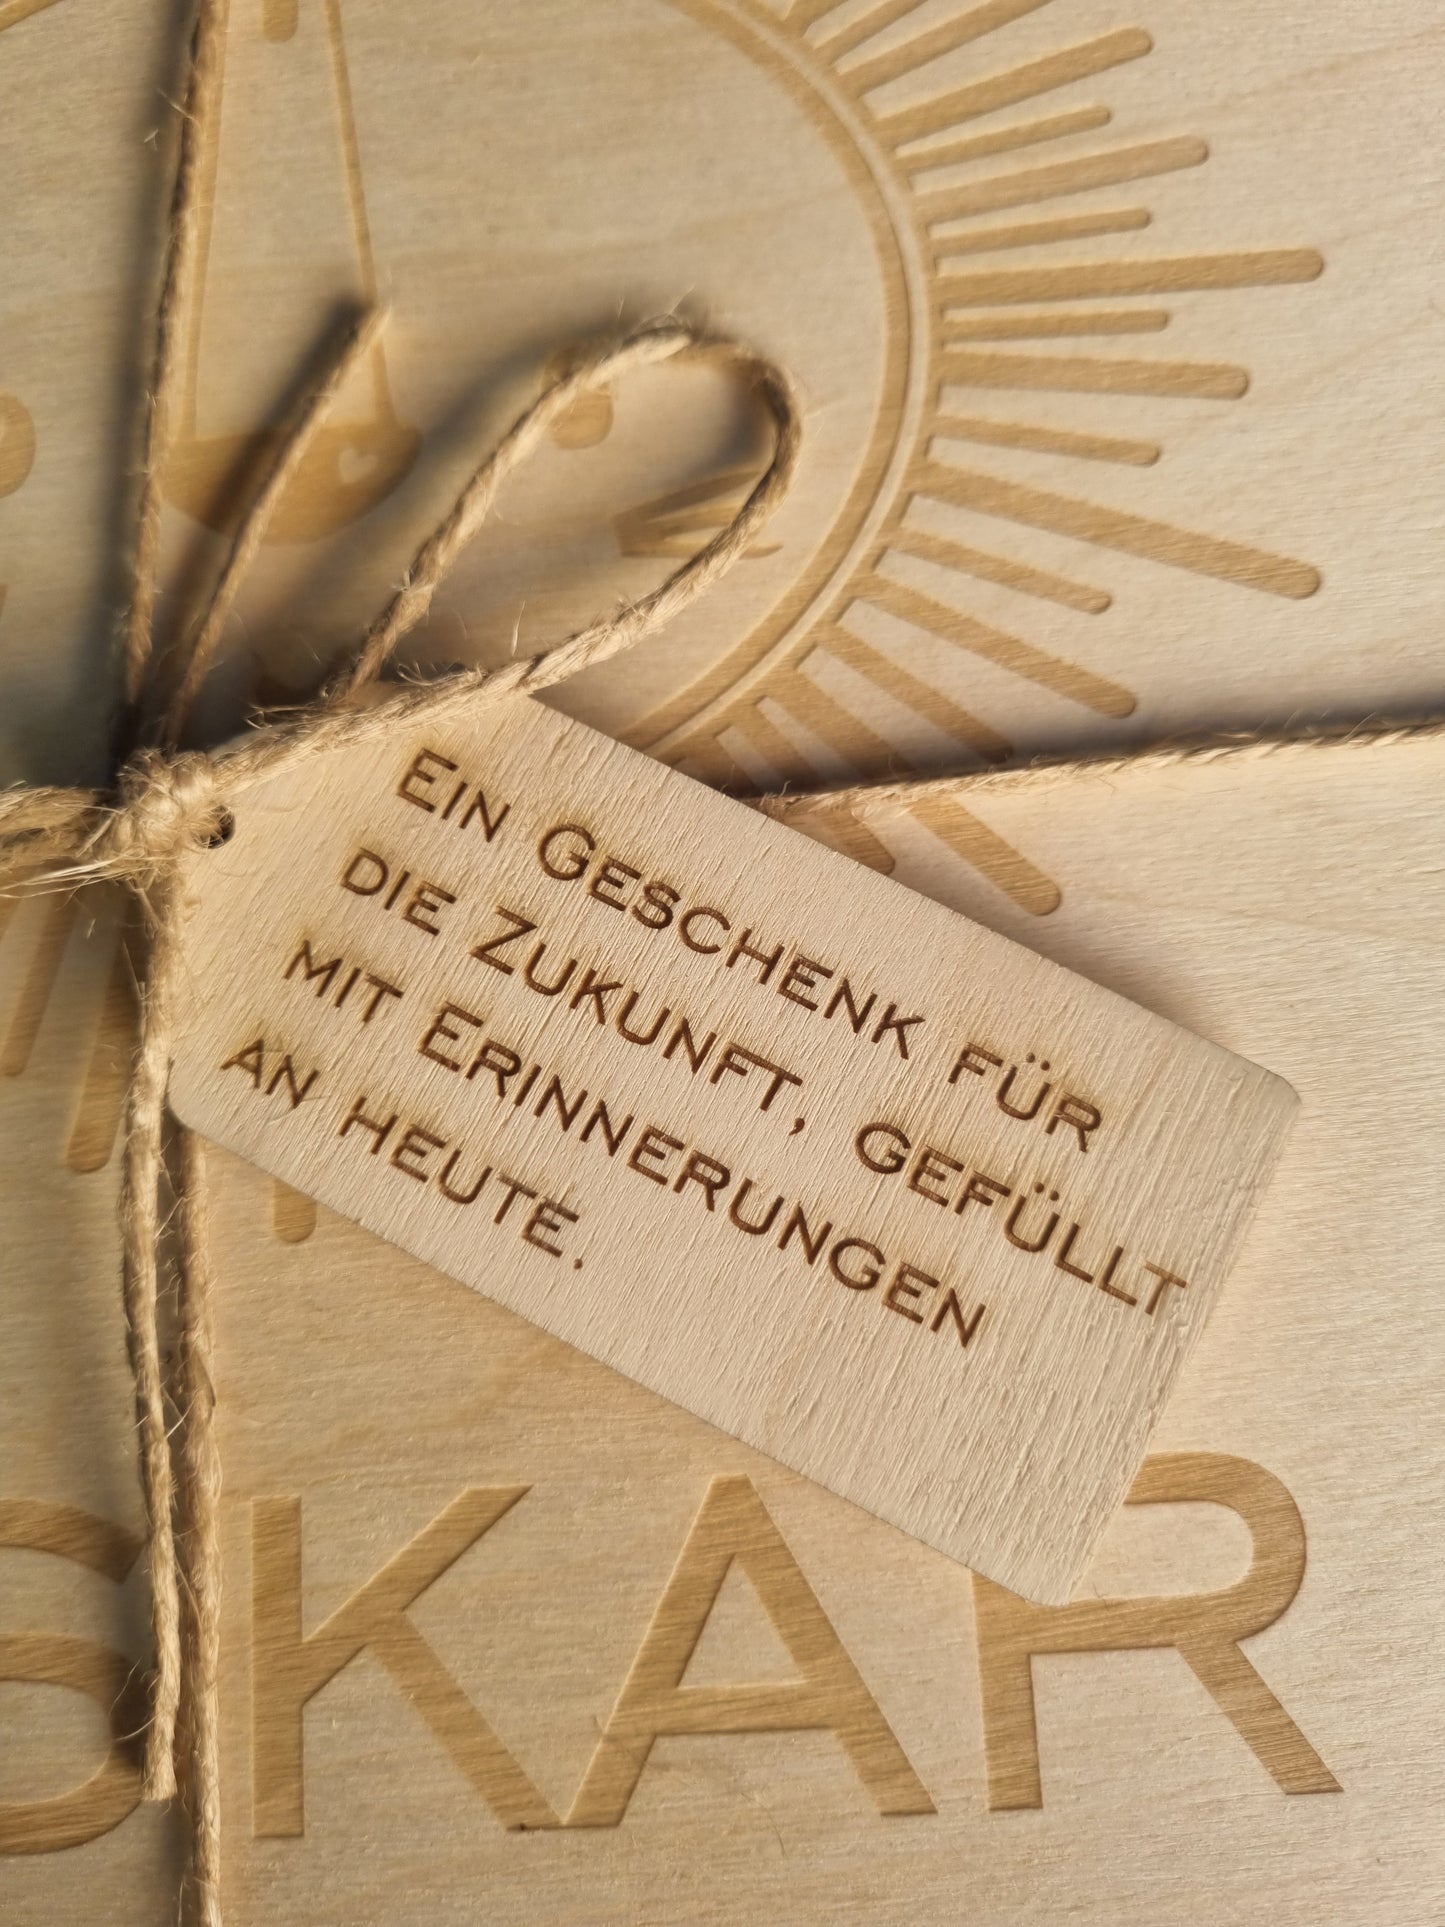 Ein Geschenk für
die Zukunft, gefüllt
mit Erinnerungen
an heute.
SKAR